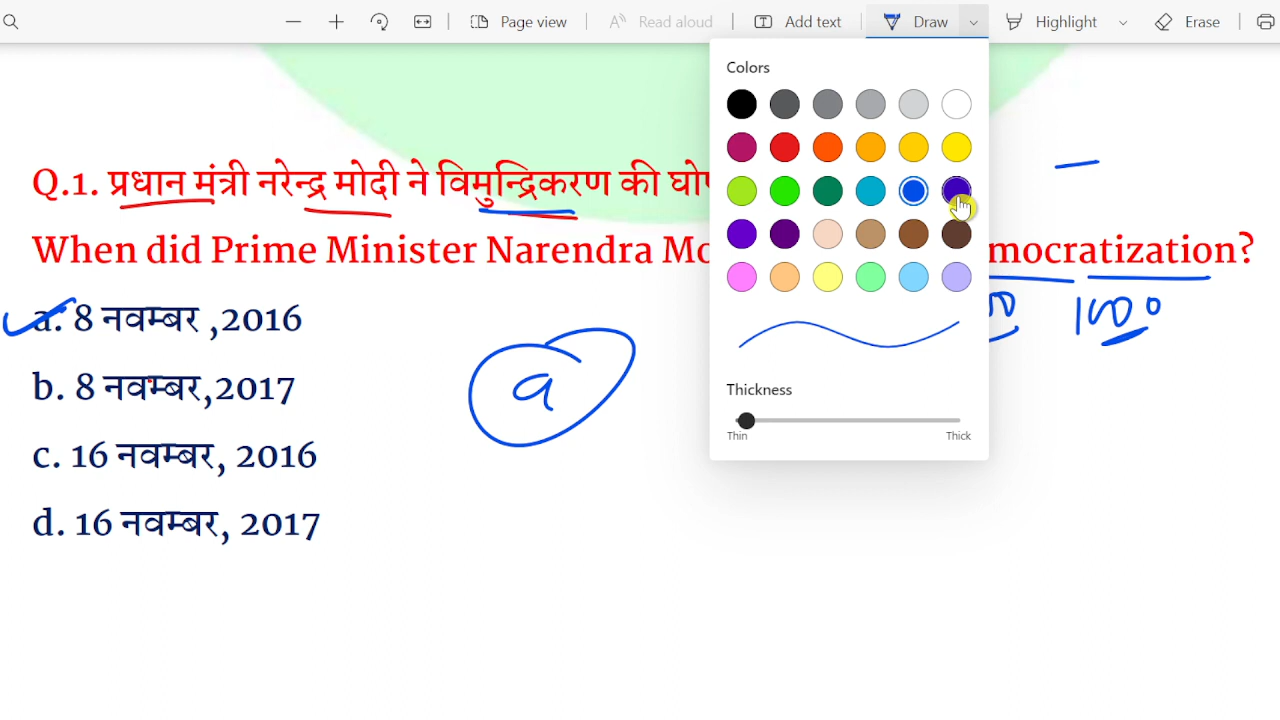 Page view Read aloud Add text Draw Highlight Erase
Colors
Q.1. प्रधान मंत्री नरेन्द्र मोदी ने विमुन्द्रिकरण की
When did Prime Minister Narendra mocratization?
a. 8 नवम्बर ,2016
1000
b. 8 नवम्बर,2017
a
Thickness
Thin Thick
c. 16 नवम्बर, 2016
d. 16 नवम्बर, 2017